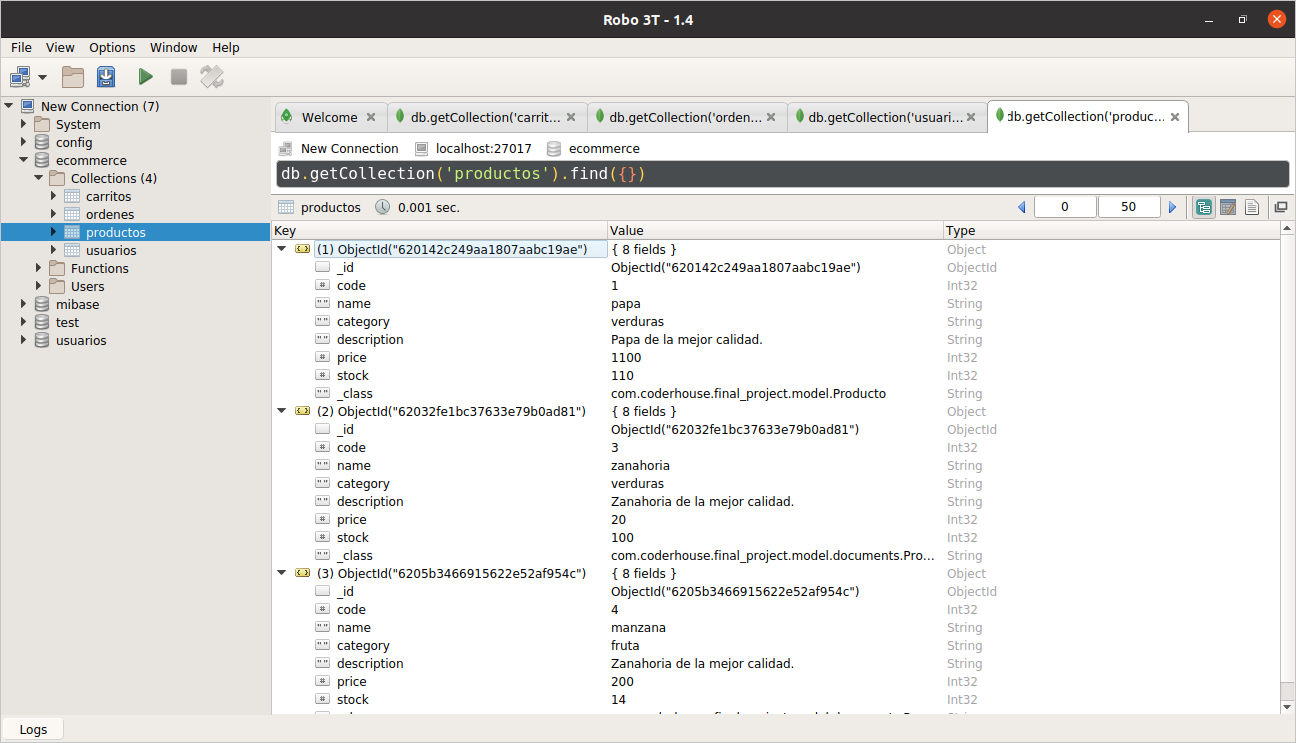 Robo 3T - 1.4
File View Options Window Help
New Connection (7)
System
config
ecommerce
Collections (4)
carritos
ordenes
productos
usuarios
Functions
Users
mibase
test
usuarios
Welcome db.getCollection('carrit... db.getCollection('orden... db.getCollection('usuari... db.getCollection('produc...
New Connection localhost:27017 ecommerce
db.getCollection('productos').find({})
productos 0.001 sec. 0 50
Key Value Type
(1) ObjectId("620142c249aa1807aabc19ae") { 8 fields } Object
_id ObjectId("620142c249aa1807aabc19ae") ObjectId
# code 1 Int32
"" name papa String
"" category verduras String
"" description Papa de la mejor calidad. String
# price 1100 Int32
# stock 110 Int32
"" _class com.coderhouse.final_project.model.Producto String
(2) ObjectId("62032fe1bc37633e79b0ad81") { 8 fields } Object
_id ObjectId("62032fe1bc37633e79b0ad81") ObjectId
# code 3 Int32
"" name zanahoria String
"" category verduras String
"" description Zanahoria de la mejor calidad. String
# price 20 Int32
# stock 100 Int32
"" _class com.coderhouse.final_project.model.documents.Pro... String
(3) ObjectId("6205b3466915622e52af954c") { 8 fields } Object
_id ObjectId("6205b3466915622e52af954c") ObjectId
# code 4 Int32
"" name manzana String
"" category fruta String
"" description Zanahoria de la mejor calidad. String
# price 200 Int32
# stock 14 Int32
Logs